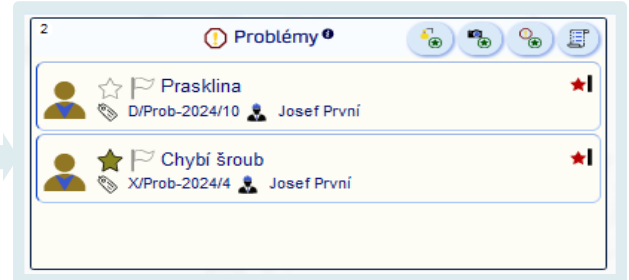 2
Problémy
Prasklina
D/Prob-2024/10 Josef První
Chybí šroub
X/Prob-2024/4 Josef První